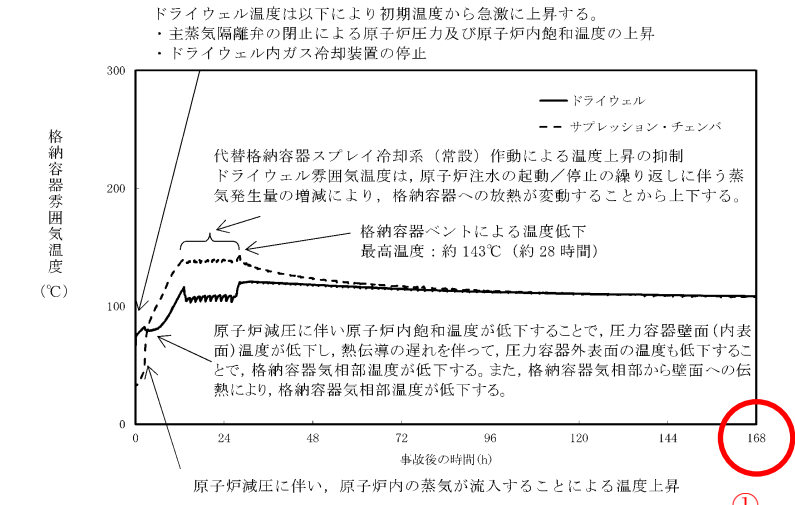 ドライウェル温度は以下により初期温度から急激に上昇する。
・主蒸気隔離弁の閉止による原子炉圧力及び原子炉内飽和温度の上昇
・ドライウェル内ガス冷却装置の停止
300
ドライウェル
サプレッション・チェンバ
代替格納容器スプレイ冷却系（常設）作動による温度上昇の抑制
ドライウェル雰囲気温度は，原子炉注水の起動／停止の繰り返しに伴う蒸
気発生量の増減により，格納容器への放熱が変動することから上下する。
200
格納容器ベントによる温度低下
最高温度：約 143℃（約 28 時間）
格納容器雰囲気温度
（℃）
100
原子炉減圧に伴い原子炉内飽和温度が低下することで，圧力容器壁面（内表
面）温度が低下し，熱伝導の遅れを伴って，圧力容器外表面の温度も低下するこ
とで，格納容器気相部温度が低下する。また，格納容器気相部から壁面への伝
熱により，格納容器気相部温度が低下する。
0
0 24 48 72 96 120 144 168
事故後の時間(h)
原子炉減圧に伴い，原子炉内の蒸気が流入することによる温度上昇
①